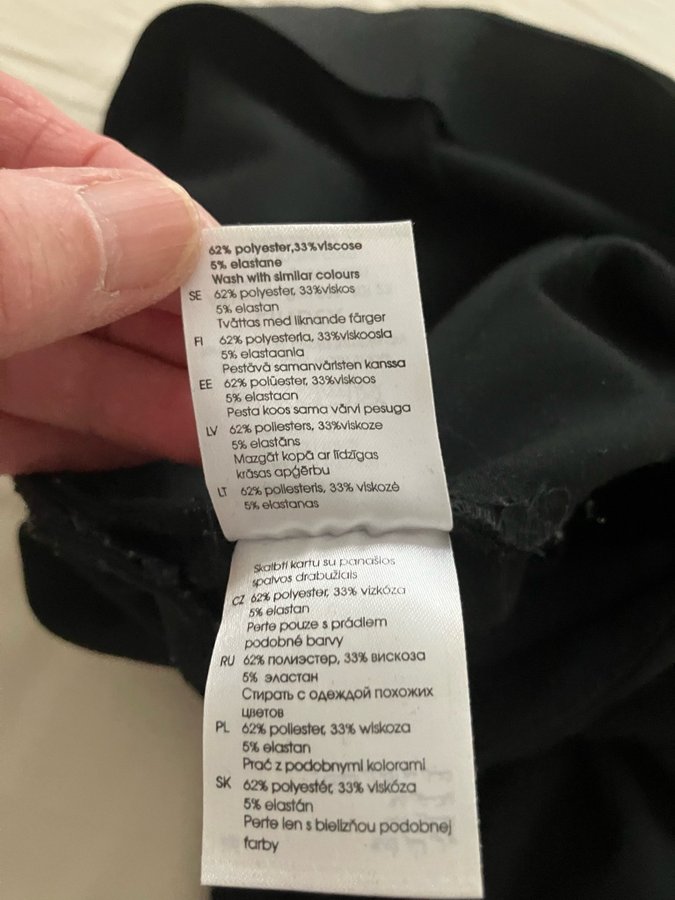 62% polyester,33%viscose
5% elastane
Wash with similar colours
SE 62% polyester, 33%viskos
5% elastan
Tvättas med liknande färger
FI 62% polyesteria, 33%viskoosia
5% elastaania
Pestävä samanväristen kanssa
EE 62% polüester, 33%viskoos
5% elastaan
Pesta koos sama värvi pesuga
LV 62% poliesters, 33%viskoze
5% elastāns
Mazgāt kopā ar līdzīgas
krāsas apģērbu
LT 62% poliesteris, 33% viskozė
5% elastanas
Skalbti kartu su panašios
spalvos drabužiais
CZ 62% polyester, 33% vizkóza
5% elastan
Perte pouze s prádlem
podobné barvy
RU 62% полиэстер, 33% вискоза
5% эластан
Стирать с одеждой похожих
цветов
PL 62% poliester, 33% wiskoza
5% elastan
Prać z podobnymi kolorami
SK 62% polyestér, 33% viskóza
5% elastán
Perte len s bielizňou podobnej
farby